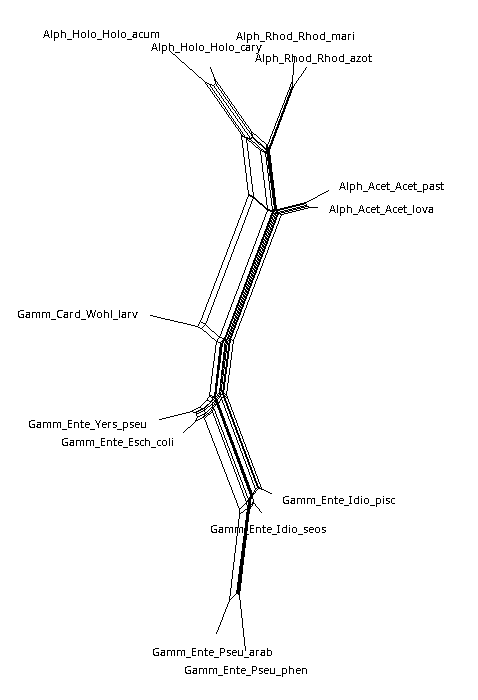 Alph_Holo_Holo_acum
Alph_Rhod_Rhod_mari
Alph_Holo_Holo_cary
Alph_Rhod_Rhod_azot
Alph_Acet_Acet_past
Alph_Acet_Acet_lova
Gamm_Card_Wohl_larv
Gamm_Ente_Yers_pseu
Gamm_Ente_Esch_coli
Gamm_Ente_Idio_pisc
Gamm_Ente_Idio_seos
Gamm_Ente_Pseu_arab
Gamm_Ente_Pseu_phen